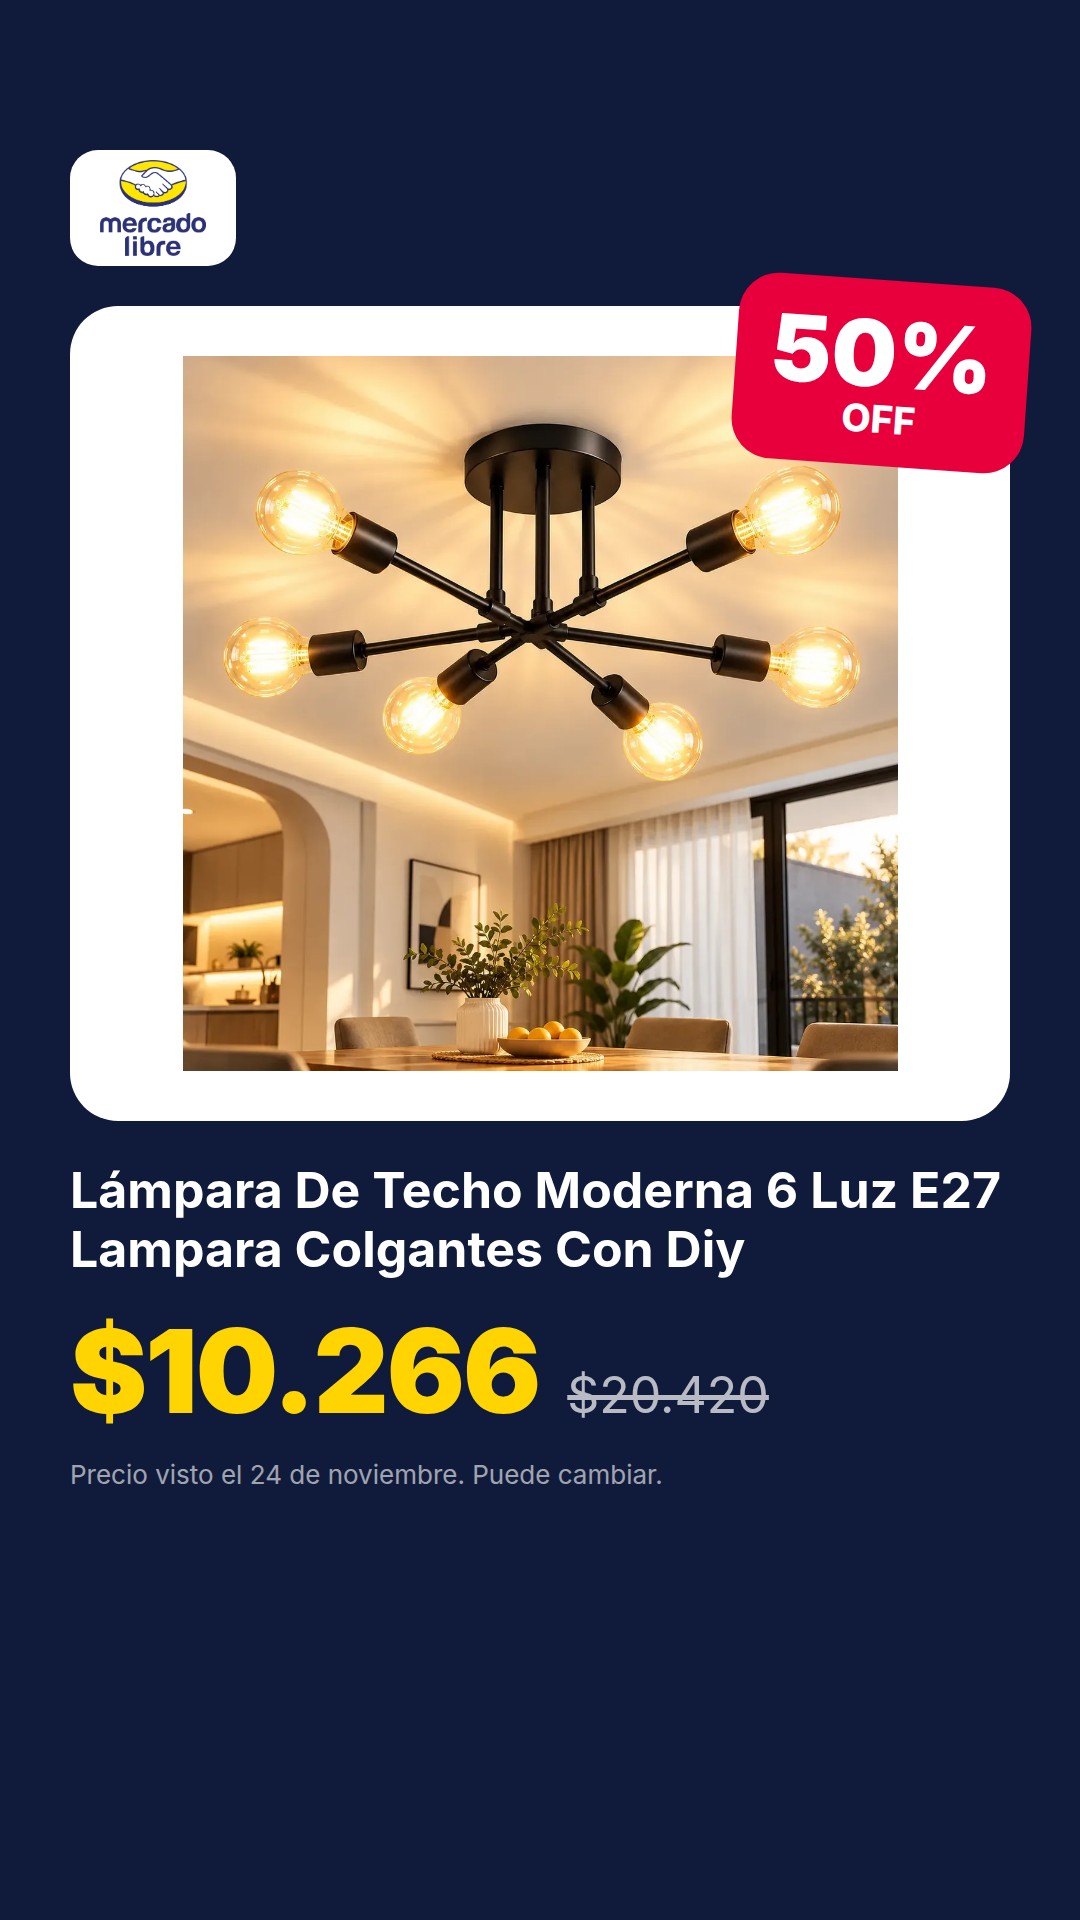 mercado
libre
50%
OFF
Lámpara De Techo Moderna 6 Luz E27
Lampara Colgantes Con Diy
$10.266 $20.420
Precio visto el 24 de noviembre. Puede cambiar.